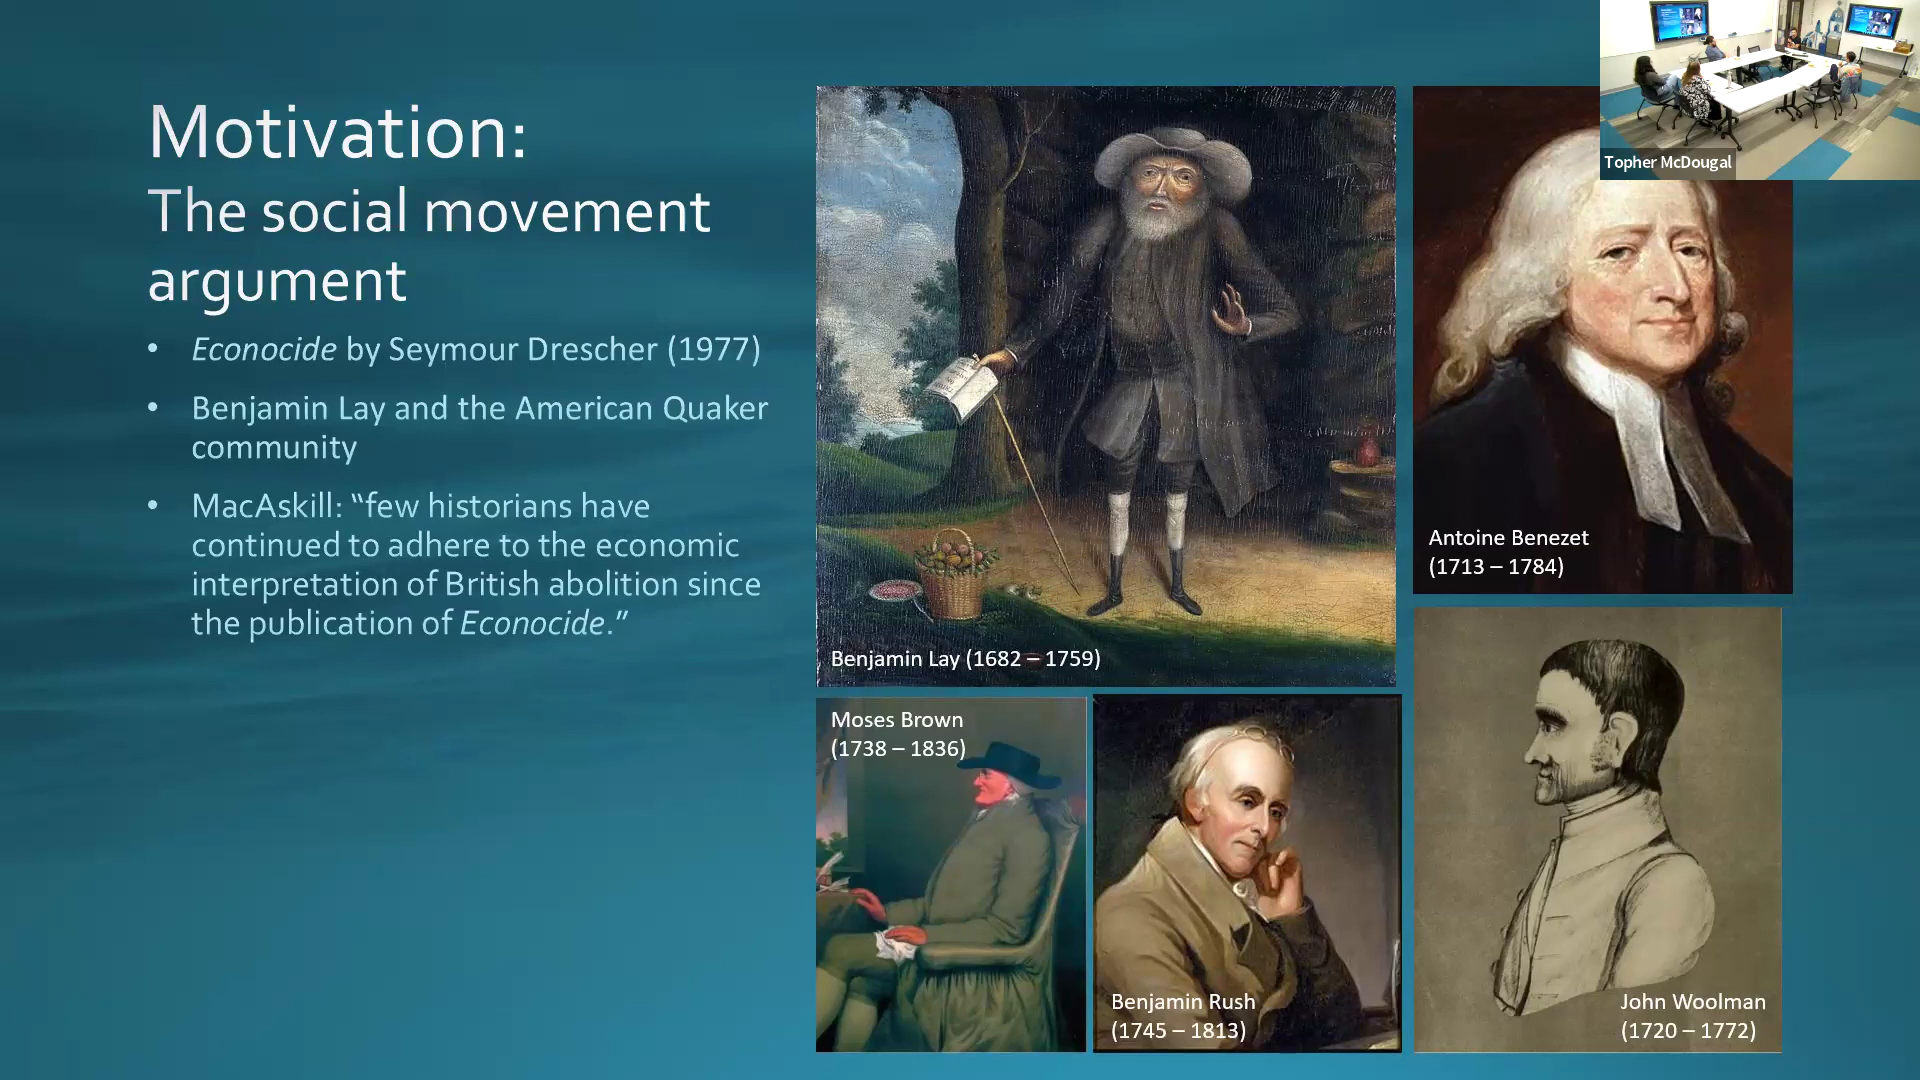 Motivation:
The social movement
argument
• Econocide by Seymour Drescher (1977)
• Benjamin Lay and the American Quaker
community
• MacAskill: “few historians have
continued to adhere to the economic
interpretation of British abolition since
the publication of Econocide.”
Benjamin Lay (1682 – 1759)
Antoine Benezet
(1713 – 1784)
Moses Brown
(1738 – 1836)
Benjamin Rush
(1745 – 1813)
John Woolman
(1720 – 1772)
Topher McDougal